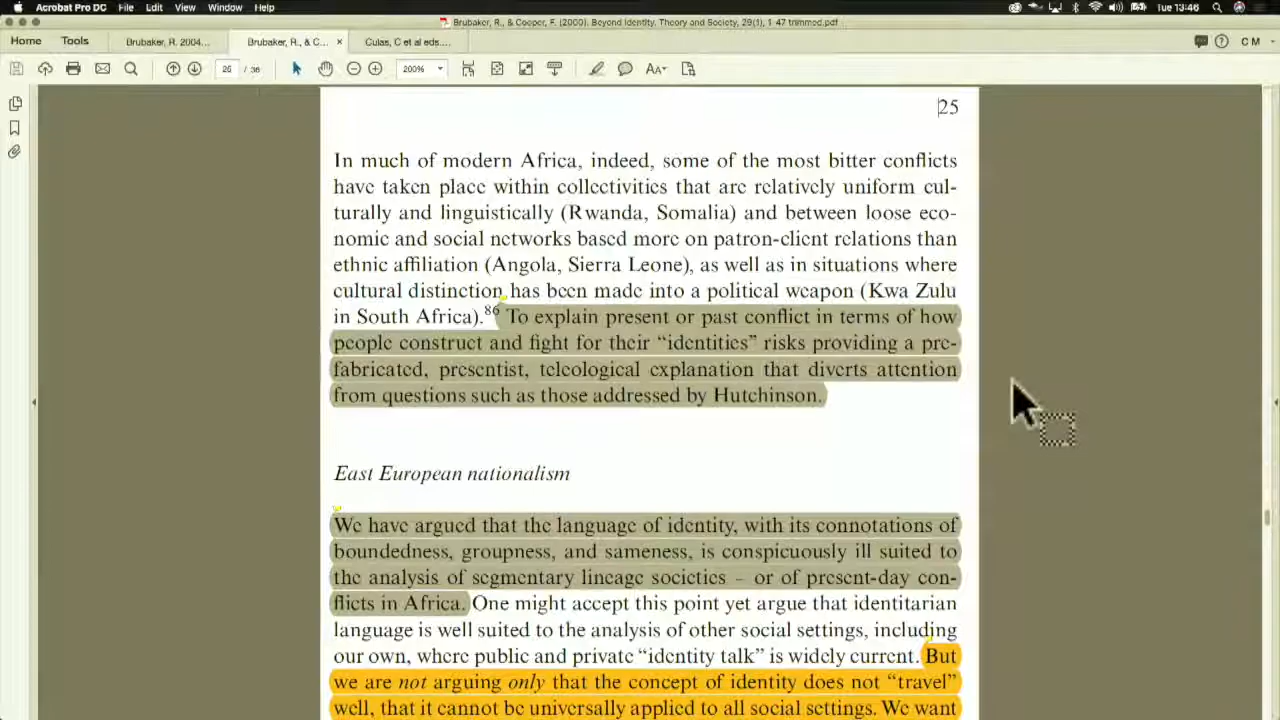 Acrobat Pro DC File Edit View Window Help Tue 13:46
Brubaker, R., & Cooper, F. (2000). Beyond Identity. Theory and Society, 29(1), 1-47 trimmed.pdf
Home Tools Brubaker, R. 2004... Brubaker, R., & C... × Culas, C et al eds.... C M
26 / 36 200%
25
In much of modern Africa, indeed, some of the most bitter conflicts
have taken place within collectivities that are relatively uniform cul-
turally and linguistically (Rwanda, Somalia) and between loose eco-
nomic and social networks based more on patron-client relations than
ethnic affiliation (Angola, Sierra Leone), as well as in situations where
cultural distinction has been made into a political weapon (Kwa Zulu
in South Africa).86 To explain present or past conflict in terms of how
people construct and fight for their “identities” risks providing a pre-
fabricated, presentist, teleological explanation that diverts attention
from questions such as those addressed by Hutchinson.
East European nationalism
We have argued that the language of identity, with its connotations of
boundedness, groupness, and sameness, is conspicuously ill suited to
the analysis of segmentary lineage societies – or of present-day con-
flicts in Africa. One might accept this point yet argue that identitarian
language is well suited to the analysis of other social settings, including
our own, where public and private “identity talk” is widely current. But
we are not arguing only that the concept of identity does not “travel”
well, that it cannot be universally applied to all social settings. We want